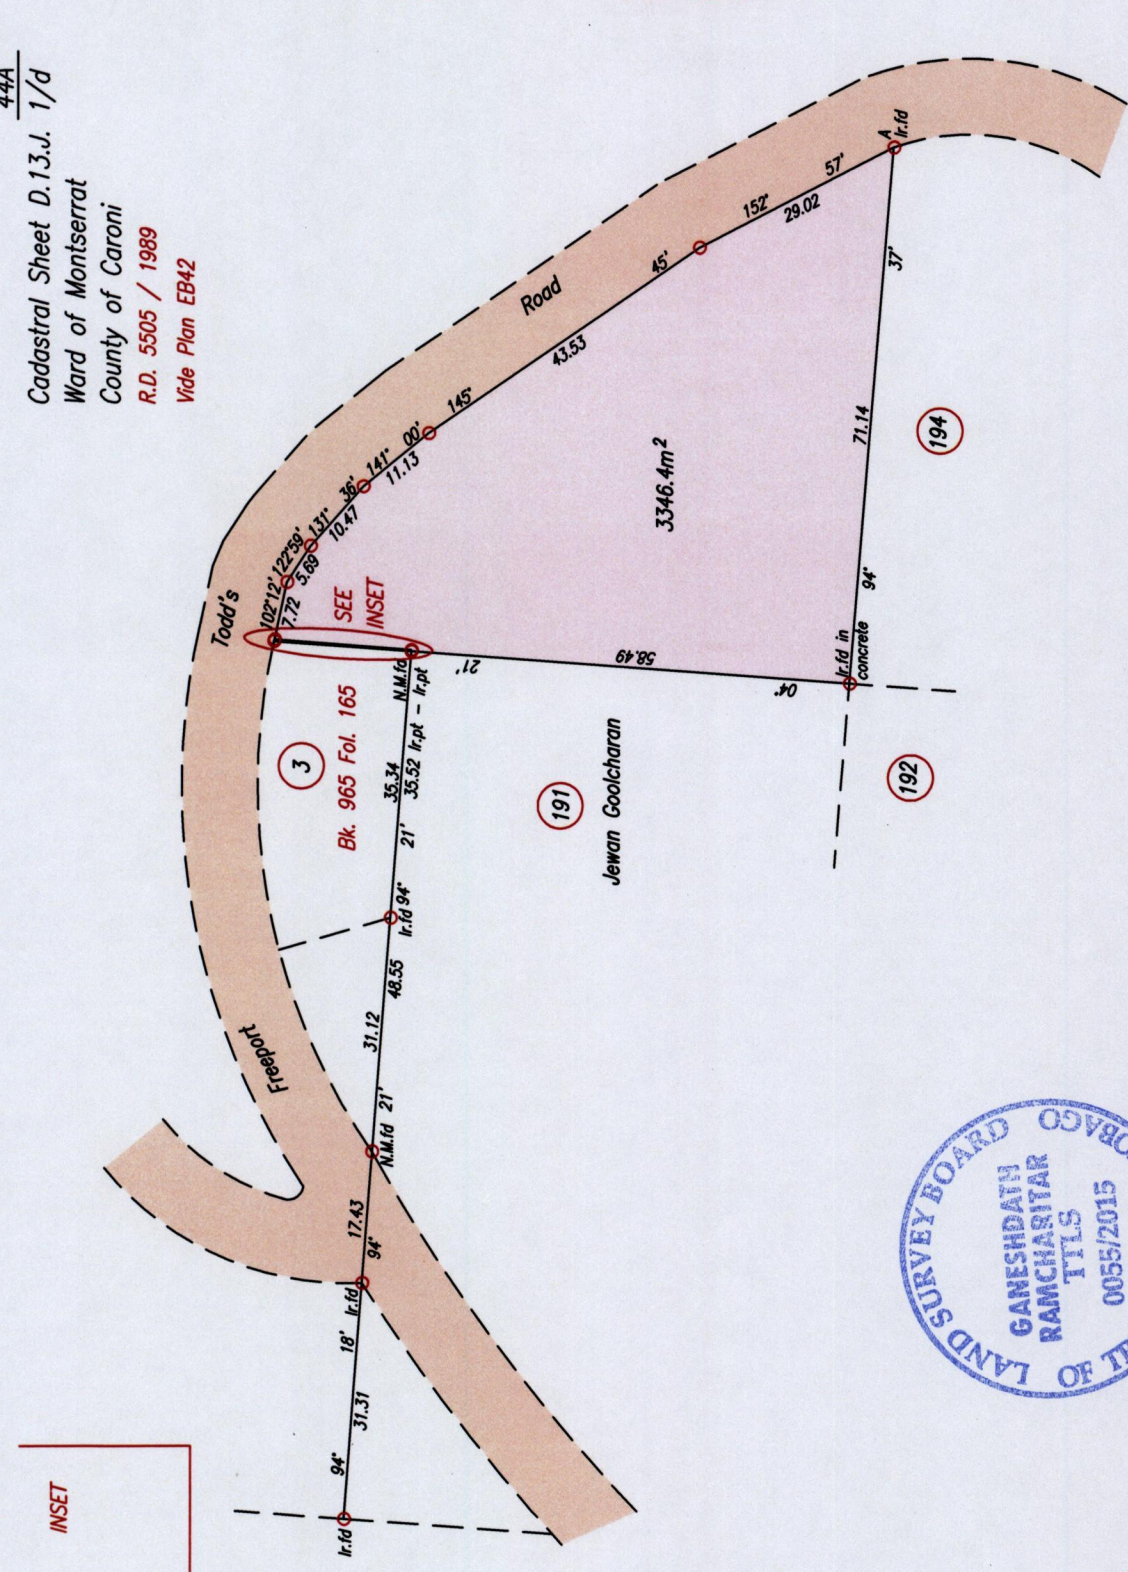 44A
Cadastral Sheet D.13.J. 1/d
Ward of Montserrat
County of Caroni
R.D. 5505 / 1989
Vide Plan EB42
INSET
Freeport
Todd's
Road
102°12'
7.72
122°59'
5.69
131° 36'
10.47
141° 00'
11.13
145° 45'
43.53
152° 57'
29.02
A
Ir.fd
SEE
INSET
3
Bk. 965 Fol. 165
N.M.fd
Ir.fd
94° 18'
31.31
Ir.fd
94° 21'
17.43
N.M.fd
31.12
48.55
Ir.fd
94° 21'
35.34
35.52 Ir.pt – Ir.pt
04° 21'
58.49
3346.4m²
191
Jewan Goolcharan
Ir.fd in
concrete
94° 37'
71.14
192
194
LAND SURVEY BOARD
GANESHDATH
RAMCHARITAR
TTLS
0055/2015